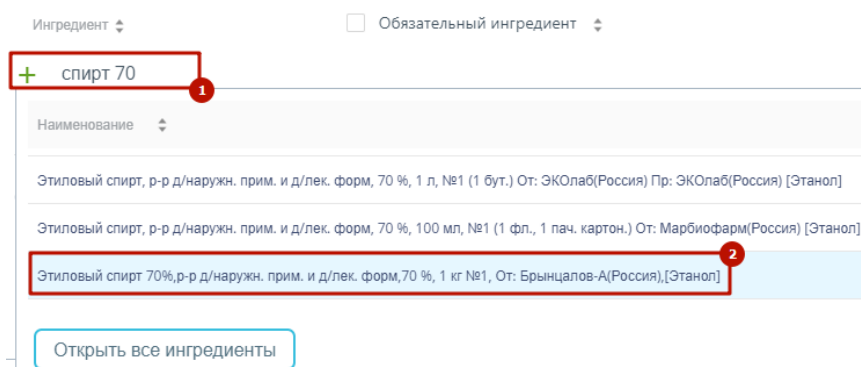 Ингредиент Обязательный ингредиент
спирт 70
1
Наименование
Этиловый спирт, р-р д/наружн. прим. и д/лек. форм, 70 %, 1 л, №1 (1 бут.) От: ЭКОлаб(Россия) Пр: ЭКОлаб(Россия) [Этанол]
Этиловый спирт, р-р д/наружн. прим. и д/лек. форм, 70 %, 100 мл, №1 (1 фл., 1 пач. картон.) От: Марбиофарм(Россия) [Этанол]
2
Этиловый спирт 70%,р-р д/наружн. прим. и д/лек. форм,70 %, 1 кг №1, От: Брынцалов-А(Россия),[Этанол]
Открыть все ингредиенты